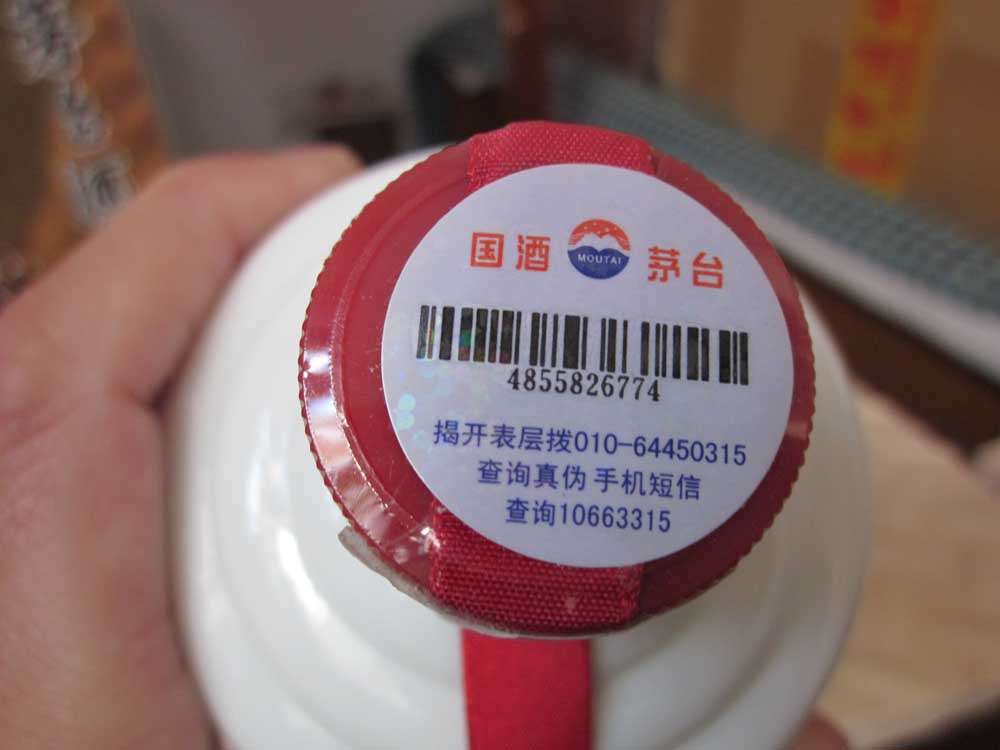 国酒 MOUTAI 茅台
4855826774
揭开表层拨010-64450315
查询真伪 手机短信
查询10663315